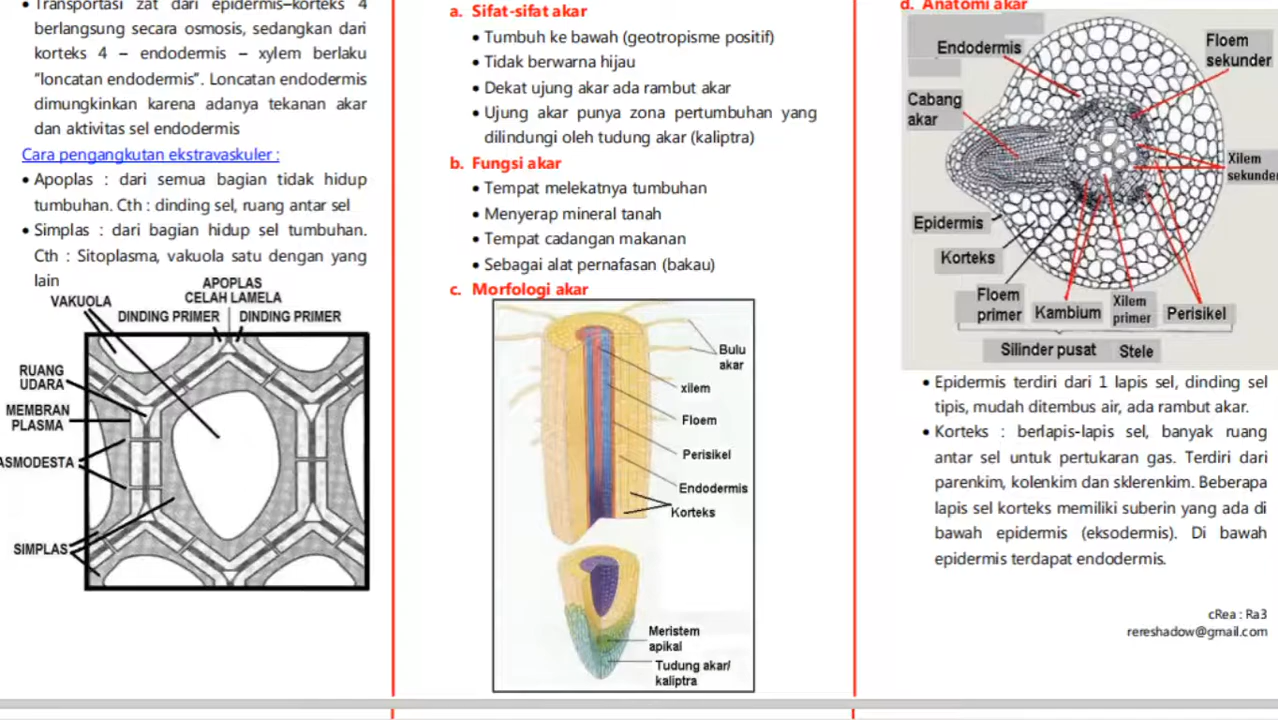 • Transportasi zat dari epidermis–korteks 4
berlangsung secara osmosis, sedangkan dari
korteks 4 – endodermis – xylem berlaku
“loncatan endodermis”. Loncatan endodermis
dimungkinkan karena adanya tekanan akar
dan aktivitas sel endodermis
Cara pengangkutan ekstravaskuler :
• Apoplas : dari semua bagian tidak hidup
tumbuhan. Cth : dinding sel, ruang antar sel
• Simplas : dari bagian hidup sel tumbuhan.
Cth : Sitoplasma, vakuola satu dengan yang
lain
APOPLAS
VAKUOLA
CELAH LAMELA
DINDING PRIMER
DINDING PRIMER
RUANG
UDARA
MEMBRAN
PLASMA
ASMODESTA
SIMPLAS
a. Sifat-sifat akar
• Tumbuh ke bawah (geotropisme positif)
• Tidak berwarna hijau
• Dekat ujung akar ada rambut akar
• Ujung akar punya zona pertumbuhan yang
dilindungi oleh tudung akar (kaliptra)
b. Fungsi akar
• Tempat melekatnya tumbuhan
• Menyerap mineral tanah
• Tempat cadangan makanan
• Sebagai alat pernafasan (bakau)
c. Morfologi akar
Bulu
akar
xilem
Floem
Perisikel
Endodermis
Korteks
Meristem
apikal
Tudung akar/
kaliptra
d. Anatomi akar
Endodermis
Floem
sekunder
Cabang
akar
Xilem
sekunder
Epidermis
Korteks
Floem
primer
Kambium
Xilem
primer
Perisikel
Silinder pusat Stele
• Epidermis terdiri dari 1 lapis sel, dinding sel
tipis, mudah ditembus air, ada rambut akar.
• Korteks : berlapis-lapis sel, banyak ruang
antar sel untuk pertukaran gas. Terdiri dari
parenkim, kolenkim dan sklerenkim. Beberapa
lapis sel korteks memiliki suberin yang ada di
bawah epidermis (eksodermis). Di bawah
epidermis terdapat endodermis.
cRea : Ra3
rereshadow@gmail.com